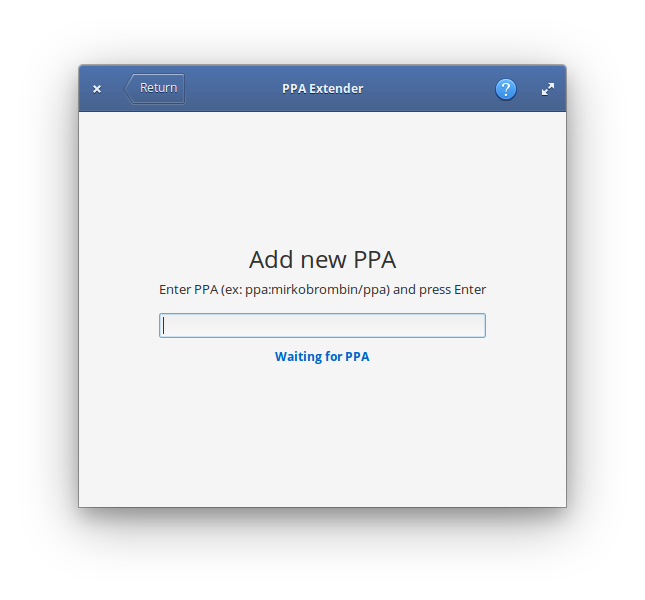 Return
PPA Extender
?
Add new PPA
Enter PPA (ex: ppa:mirkobrombin/ppa) and press Enter
Waiting for PPA